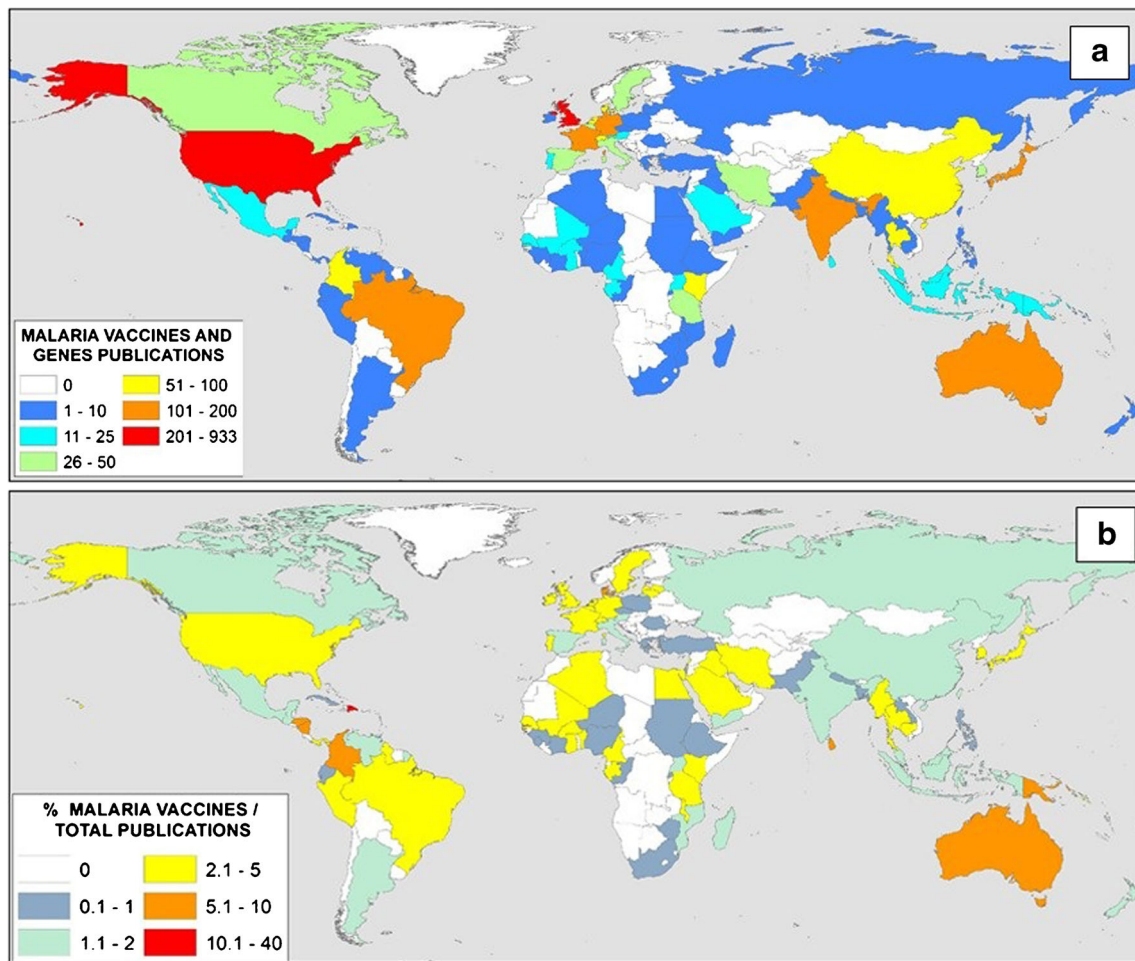 a
MALARIA VACCINES AND
GENES PUBLICATIONS
0
51 - 100
1 - 10
101 - 200
11 - 25
201 - 933
26 - 50
b
% MALARIA VACCINES /
TOTAL PUBLICATIONS
0
2.1 - 5
0.1 - 1
5.1 - 10
1.1 - 2
10.1 - 40